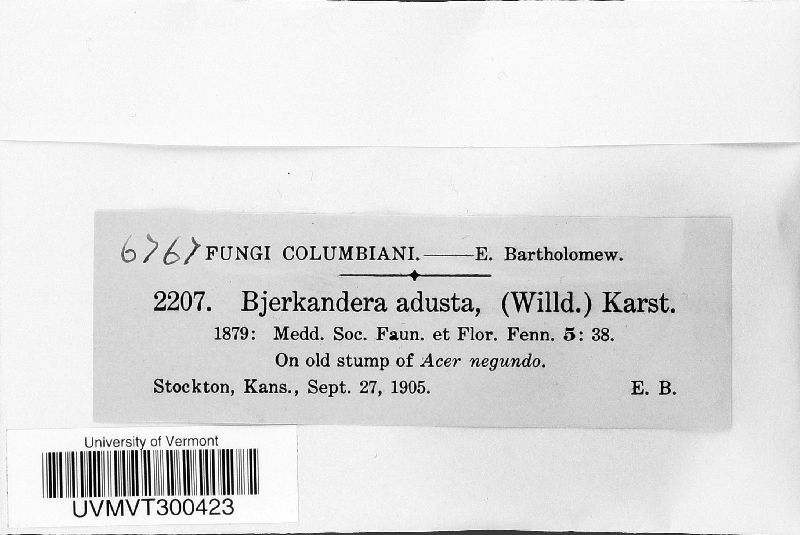 6767 FUNGI COLUMBIANI.——E. Bartholomew.
2207. Bjerkandera adusta, (Willd.) Karst.
1879: Medd. Soc. Faun. et Flor. Fenn. 5: 38.
On old stump of Acer negundo.
Stockton, Kans., Sept. 27, 1905. E. B.
University of Vermont
UVMVT300423